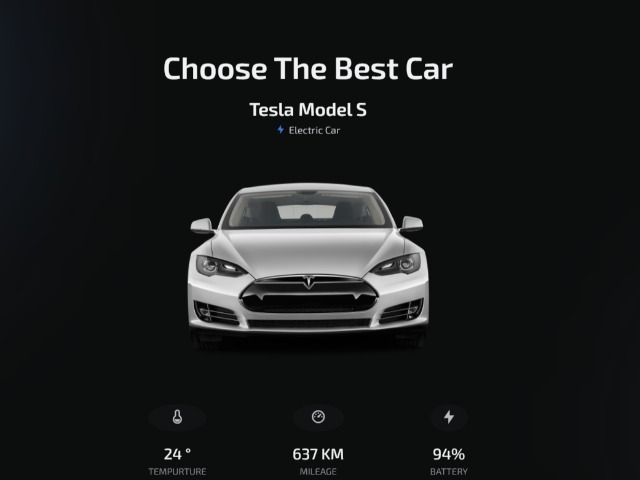 Choose The Best Car
Tesla Model S
Electric Car
24 °
637 KM
94%
TEMPURTURE
MILEAGE
BATTERY